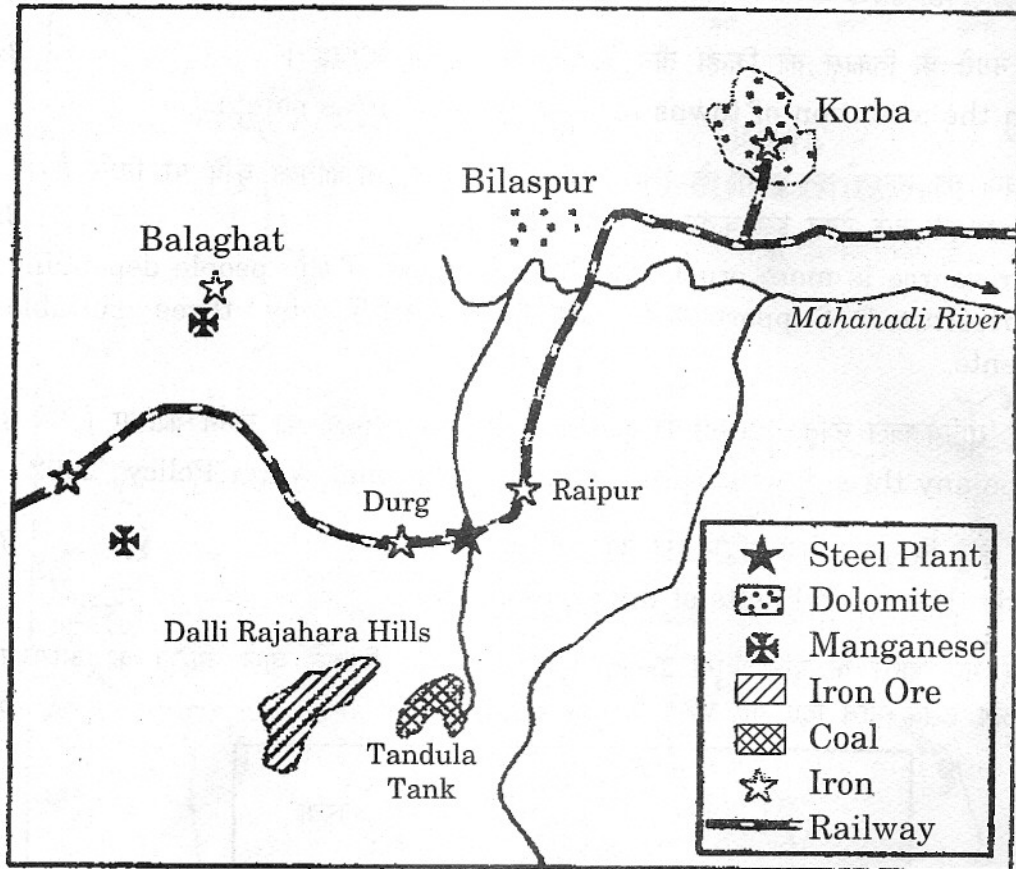 Korba
Bilaspur
Balaghat
Mahanadi River
Durg
Raipur
Dalli Rajahara Hills
Tandula
Tank
Steel Plant
Dolomite
Manganese
Iron Ore
Coal
Iron
Railway